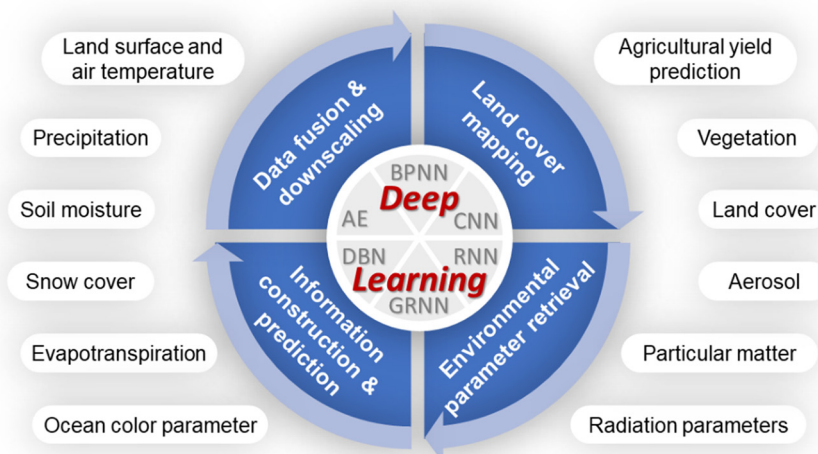 Land surface and
air temperature
Precipitation
Soil moisture
Snow cover
Evapotranspiration
Ocean color parameter
Data fusion &
downscaling
Land cover
mapping
Information
construction &
prediction
Environmental
parameter retrieval
BPNN
Deep
AE
CNN
DBN
RNN
Learning
GRNN
Agricultural yield
prediction
Vegetation
Land cover
Aerosol
Particular matter
Radiation parameters